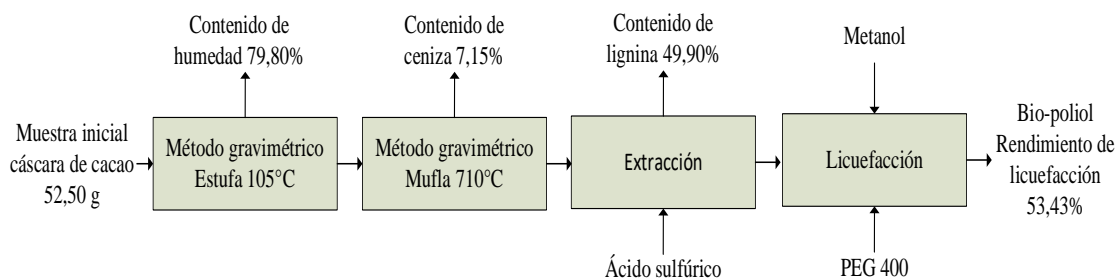 Contenido de
humedad 79,80%
Contenido de
ceniza 7,15%
Contenido de
lignina 49,90%
Metanol
Muestra inicial
cáscara de cacao
52,50 g
Método gravimétrico
Estufa 105°C
Método gravimétrico
Mufla 710°C
Extracción
Licuefacción
Bio-poliol
Rendimiento de
licuefacción
53,43%
Ácido sulfúrico
PEG 400